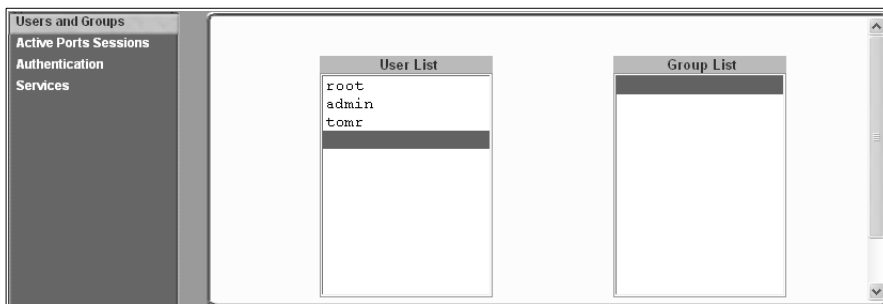 Users and Groups
Active Ports Sessions
Authentication
Services
User List
root
admin
tomr
Group List